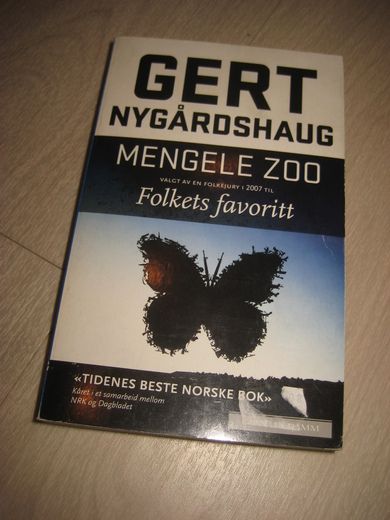 GERT
NYGÅRDSHAUG
MENGELE ZOO
VALGT AV EN FOLKEJURY I 2007 TIL
Folkets favoritt
«TIDENES BESTE NORSKE BOK»
Kåret i et samarbeid mellom
NRK og Dagbladet
DAMM